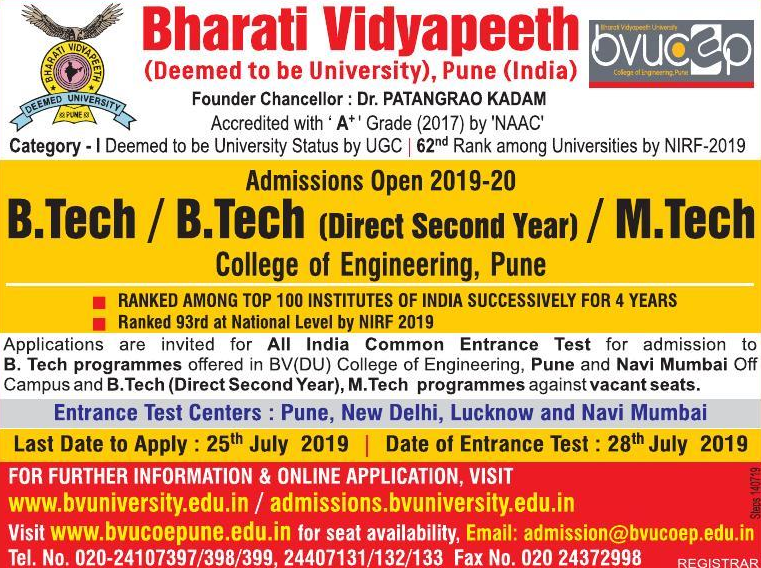 Bharati Vidyapeeth
(Deemed to be University), Pune (India)
BHARATI VIDYAPEETH
DEEMED UNIVERSITY
PUNE
Bharati Vidyapeeth University
bvucoep
College of Engineering, Pune
Founder Chancellor : Dr. PATANGRAO KADAM
Accredited with ‘ A+’ Grade (2017) by 'NAAC'
Category - I Deemed to be University Status by UGC | 62nd Rank among Universities by NIRF-2019
Admissions Open 2019-20
B.Tech / B.Tech (Direct Second Year) / M.Tech
College of Engineering, Pune
RANKED AMONG TOP 100 INSTITUTES OF INDIA SUCCESSIVELY FOR 4 YEARS
Ranked 93rd at National Level by NIRF 2019
Applications are invited for All India Common Entrance Test for admission to
B. Tech programmes offered in BV(DU) College of Engineering, Pune and Navi Mumbai Off
Campus and B.Tech (Direct Second Year), M.Tech programmes against vacant seats.
Entrance Test Centers : Pune, New Delhi, Lucknow and Navi Mumbai
Last Date to Apply : 25th July 2019 | Date of Entrance Test : 28th July 2019
FOR FURTHER INFORMATION & ONLINE APPLICATION, VISIT
www.bvuniversity.edu.in / admissions.bvuniversity.edu.in
Visit www.bvucoepune.edu.in for seat availability, Email: admission@bvucoep.edu.in
Tel. No. 020-24107397/398/399, 24407131/132/133 Fax No. 020 24372998
REGISTRAR
Steps 140719